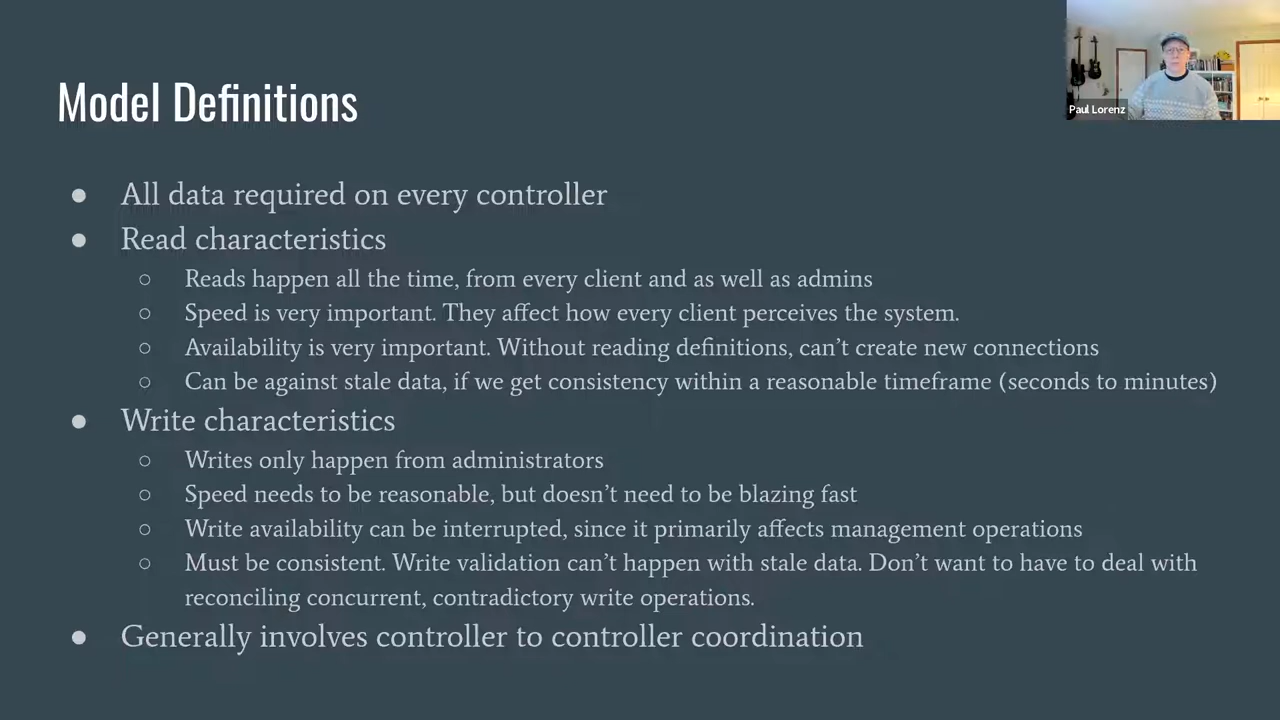 Paul Lorenz
Model Definitions
● All data required on every controller
● Read characteristics
○ Reads happen all the time, from every client and as well as admins
○ Speed is very important. They affect how every client perceives the system.
○ Availability is very important. Without reading definitions, can’t create new connections
○ Can be against stale data, if we get consistency within a reasonable timeframe (seconds to minutes)
● Write characteristics
○ Writes only happen from administrators
○ Speed needs to be reasonable, but doesn’t need to be blazing fast
○ Write availability can be interrupted, since it primarily affects management operations
○ Must be consistent. Write validation can’t happen with stale data. Don’t want to have to deal with
reconciling concurrent, contradictory write operations.
● Generally involves controller to controller coordination